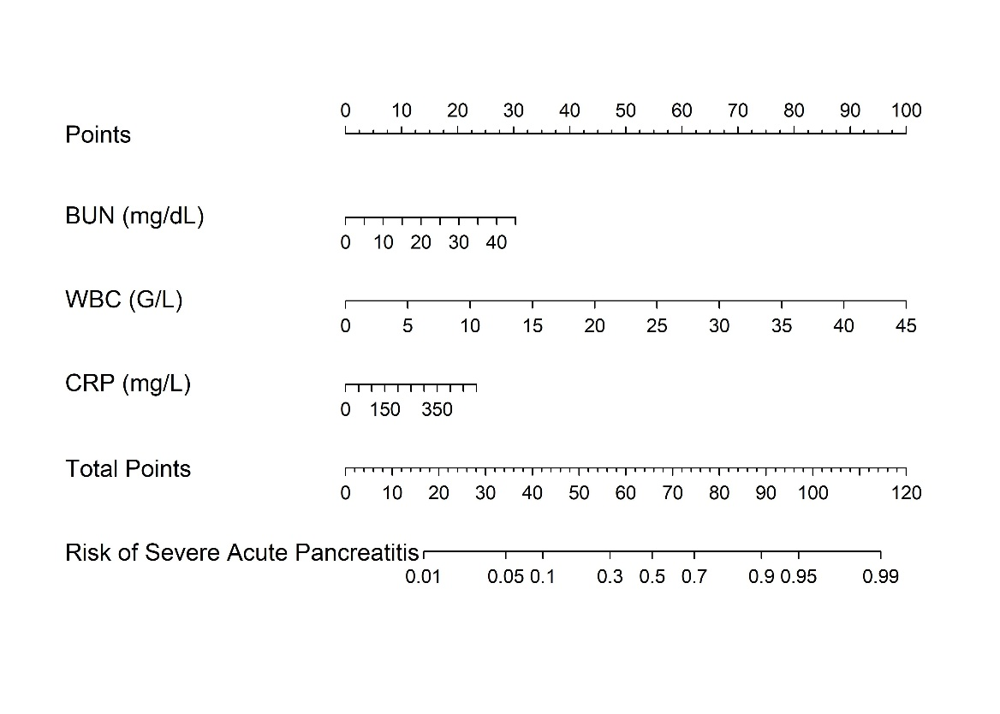 0 10 20 30 40 50 60 70 80 90 100
Points
BUN (mg/dL)
0 10 20 30 40
WBC (G/L)
0 5 10 15 20 25 30 35 40 45
CRP (mg/L)
0 150 350
Total Points
0 10 20 30 40 50 60 70 80 90 100 120
Risk of Severe Acute Pancreatitis
0.01 0.05 0.1 0.3 0.5 0.7 0.9 0.95 0.99